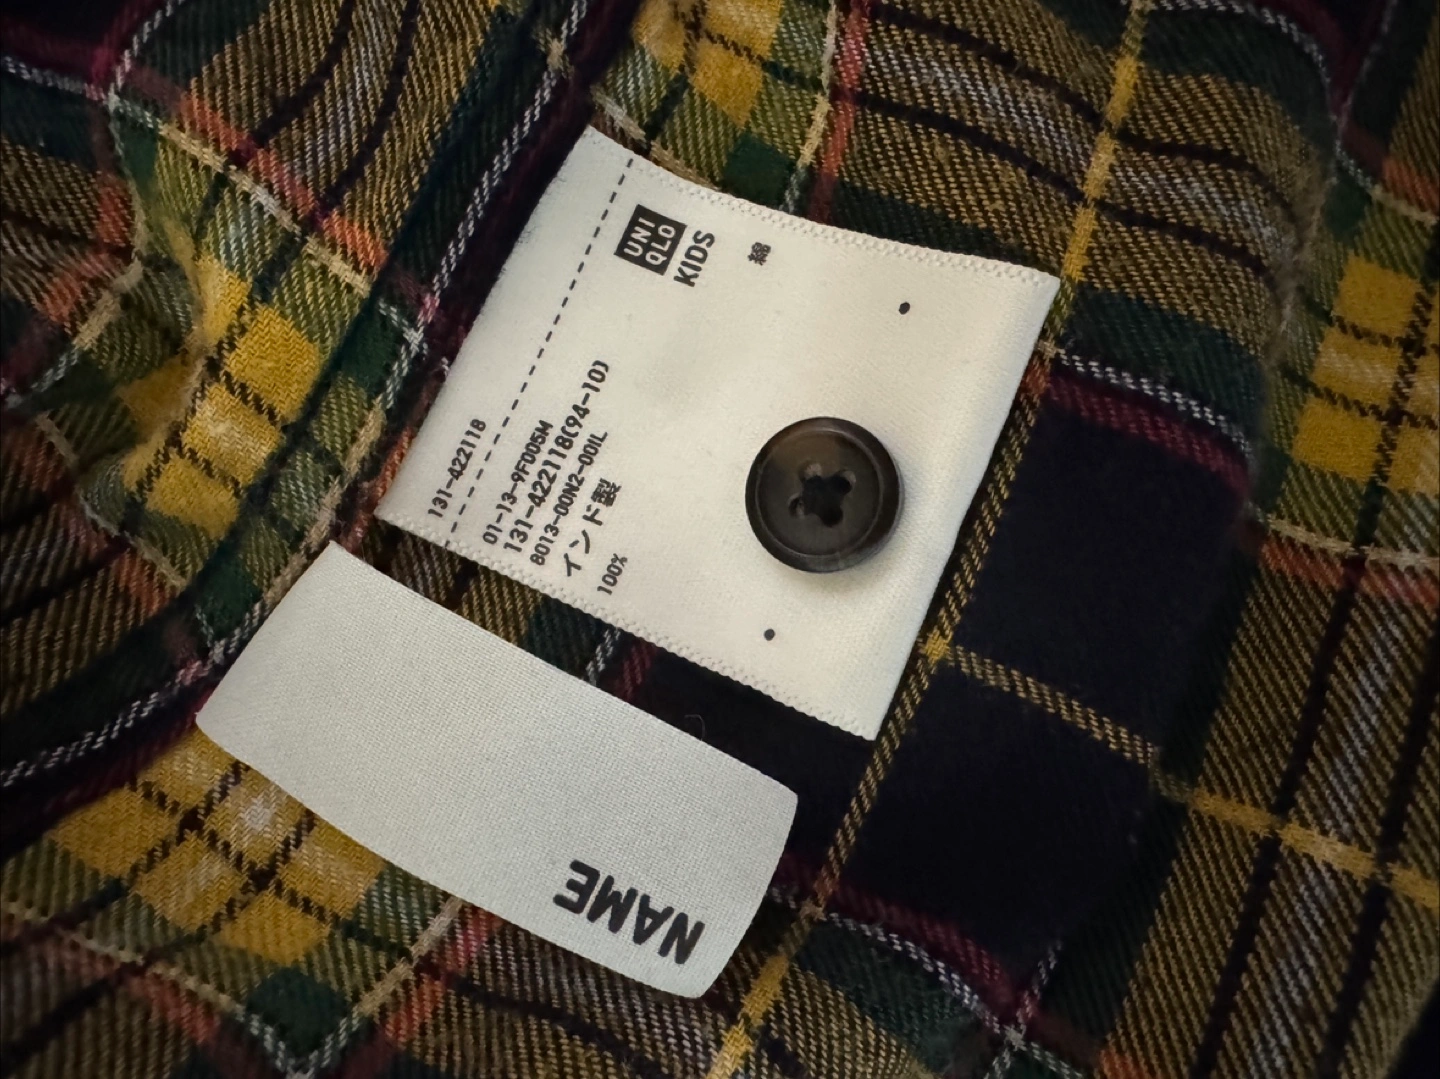 UNI
QLO
KIDS
131-422118
01-13-9F005M
131-422118(94-10)
8013-00N2-00IL
インド製
綿 100%
NAME